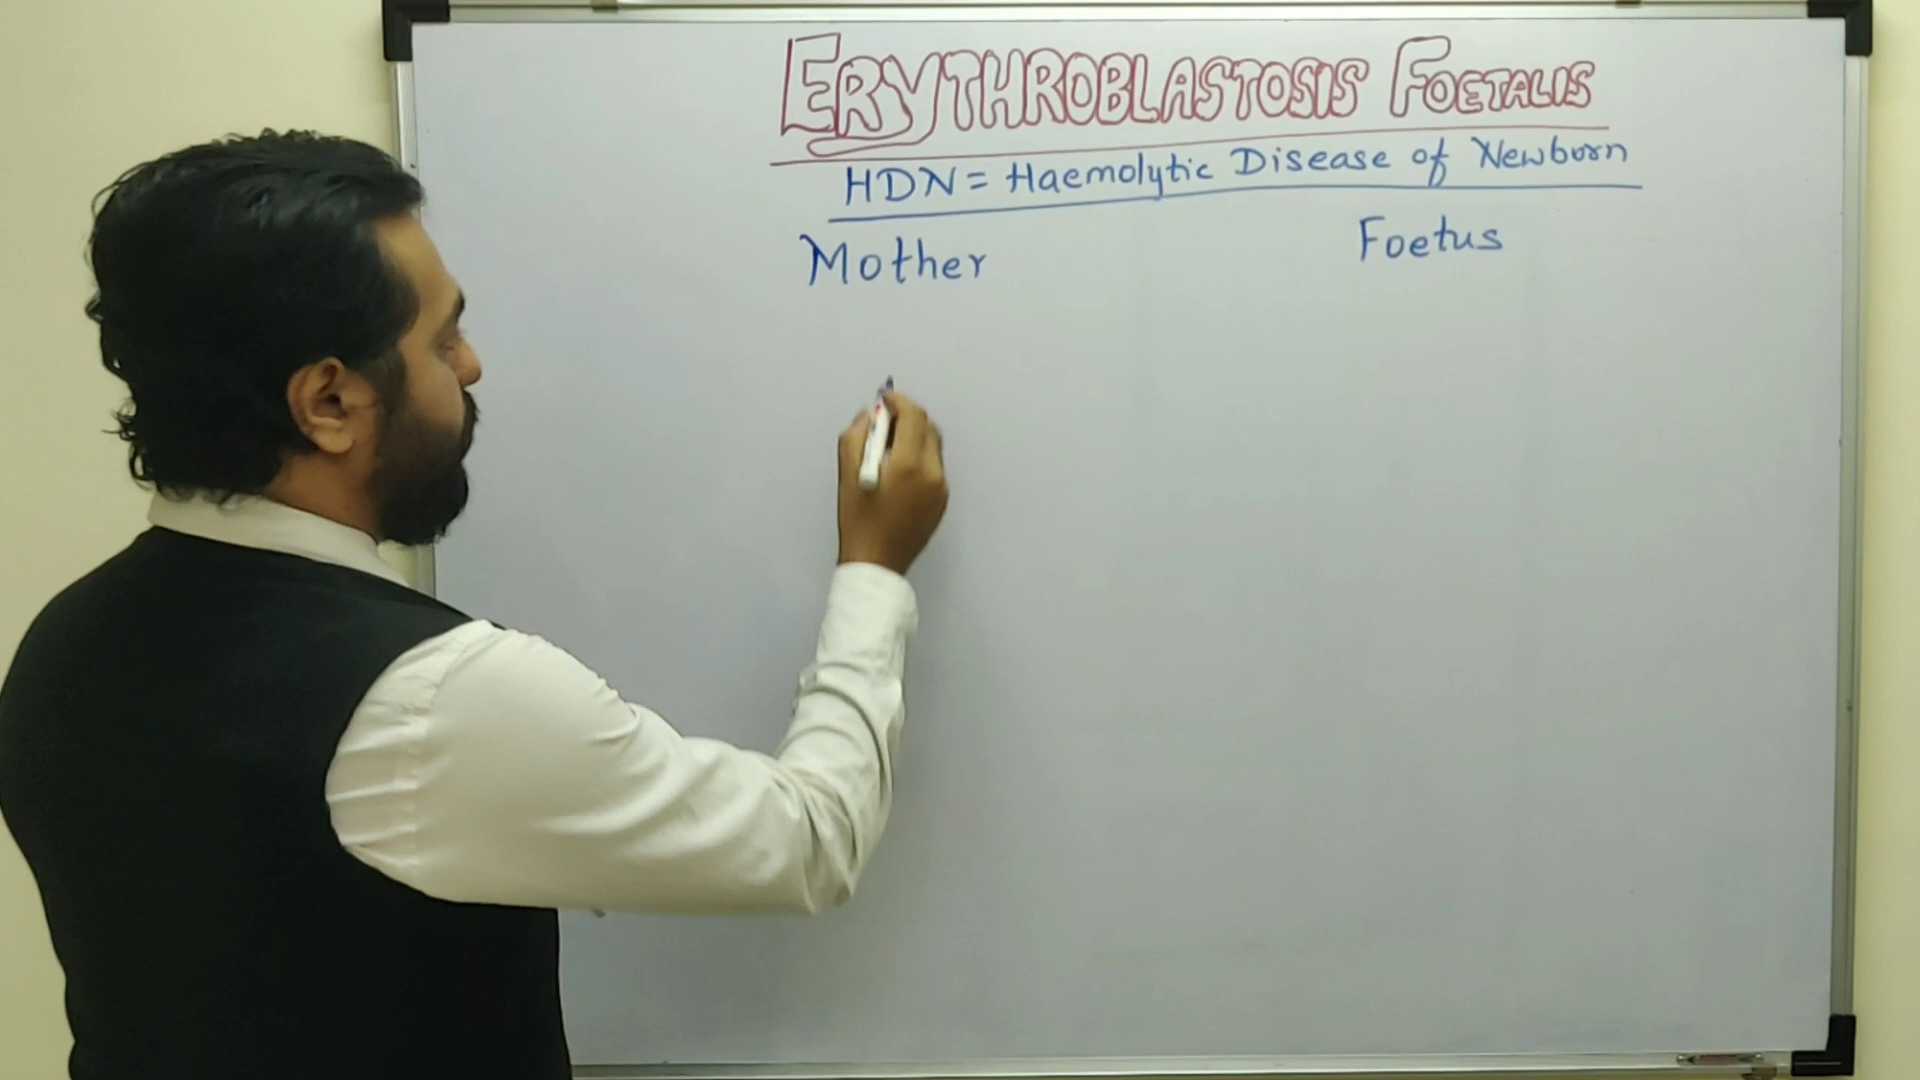 ERYTHROBLASTOSIS FOETALIS
HDN = Haemolytic Disease of Newborn
Mother Foetus